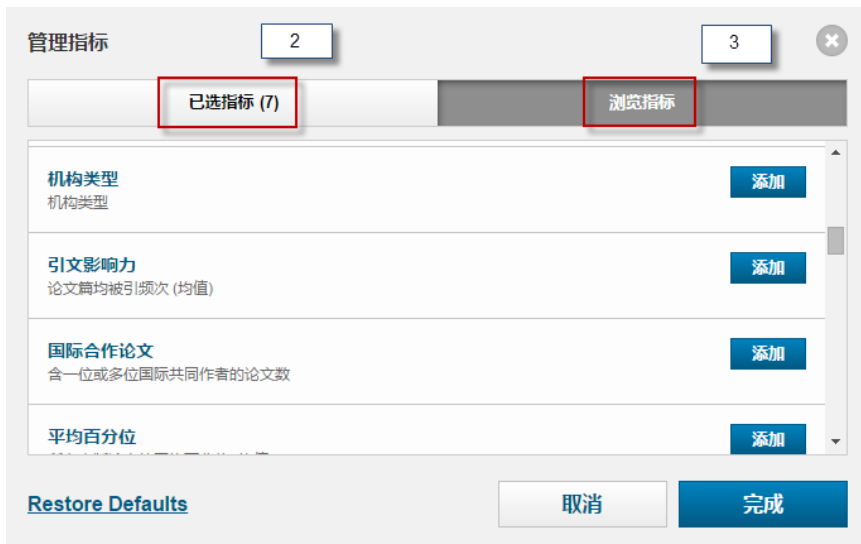 管理指标
2
3
已选指标 (7)
浏览指标
机构类型
添加
机构类型
引文影响力
添加
论文篇均被引频次 (均值)
国际合作论文
添加
含一位或多位国际共同作者的论文数
平均百分位
添加
Restore Defaults
取消
完成